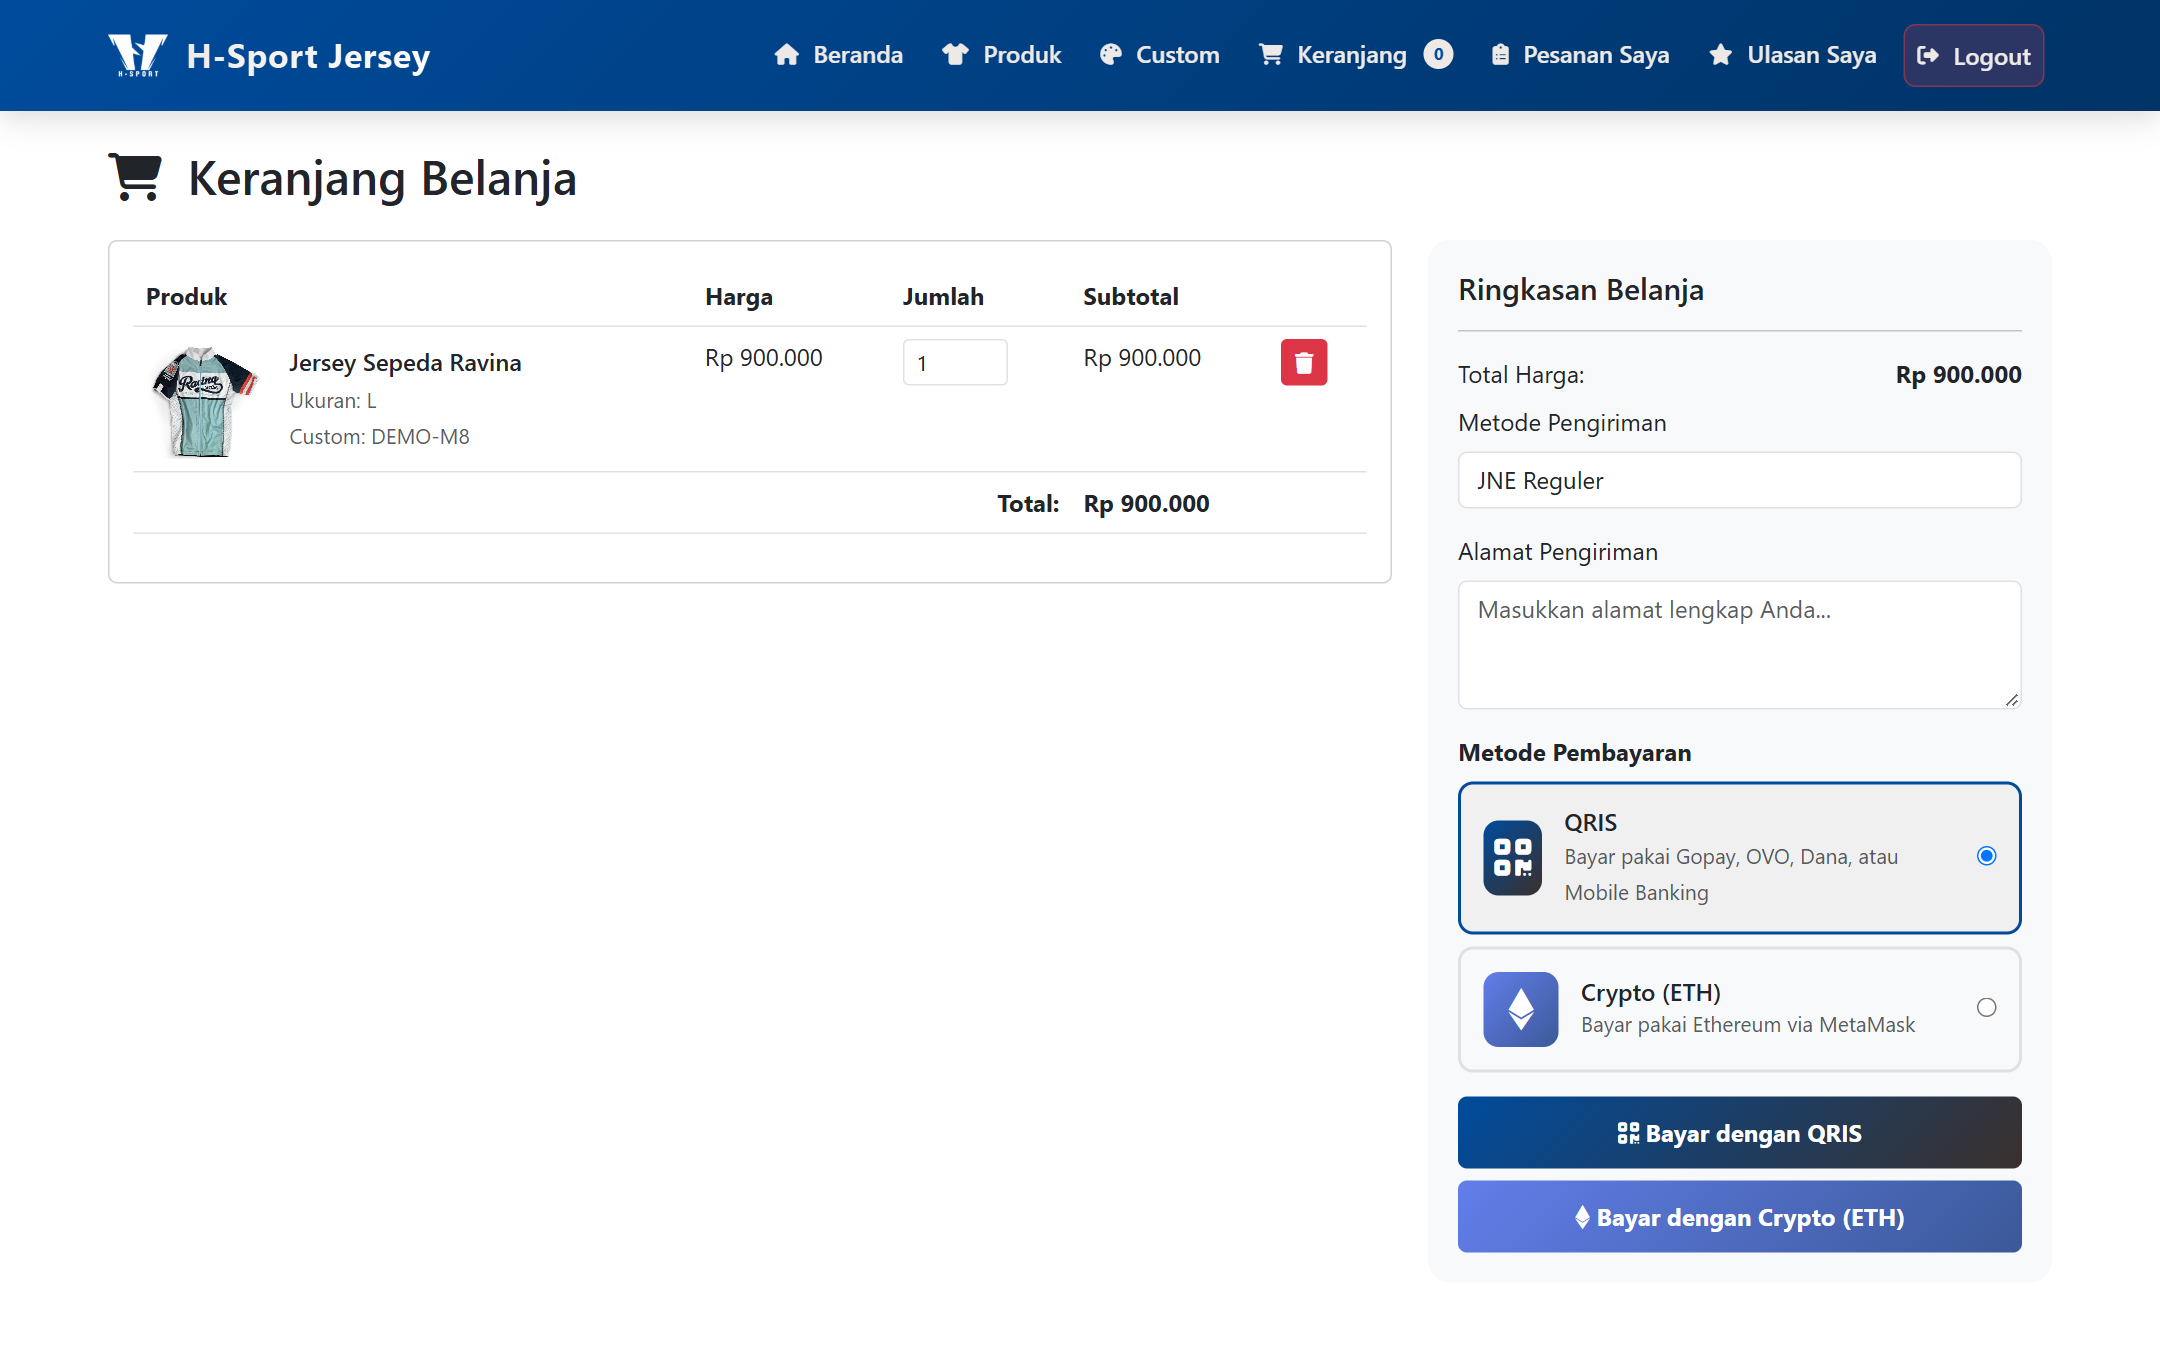 H-SPORT
H-Sport Jersey
Beranda
Produk
Custom
Keranjang 0
Pesanan Saya
Ulasan Saya
Logout
Keranjang Belanja
Produk Harga Jumlah Subtotal
Racing
Jersey Sepeda Ravina
Ukuran: L
Custom: DEMO-M8
Rp 900.000
1
Rp 900.000
Total: Rp 900.000
Ringkasan Belanja
Total Harga: Rp 900.000
Metode Pengiriman
JNE Reguler
Alamat Pengiriman
Masukkan alamat lengkap Anda...
Metode Pembayaran
QRIS
Bayar pakai Gopay, OVO, Dana, atau
Mobile Banking
Crypto (ETH)
Bayar pakai Ethereum via MetaMask
Bayar dengan QRIS
Bayar dengan Crypto (ETH)